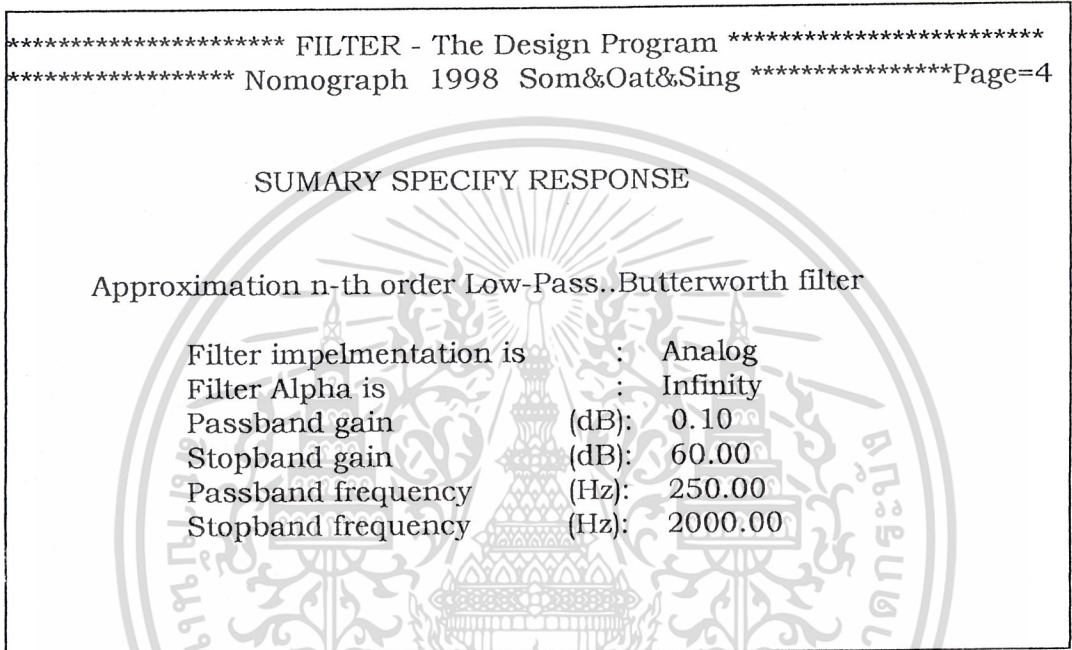 ********************** FILTER - The Design Program *************************
****************** Nomograph 1998 Som&Oat&Sing ****************Page=4
SUMARY SPECIFY RESPONSE
Approximation n-th order Low-Pass..Butterworth filter
Filter impelmentation is : Analog
Filter Alpha is : Infinity
Passband gain (dB): 0.10
Stopband gain (dB): 60.00
Passband frequency (Hz): 250.00
Stopband frequency (Hz): 2000.00